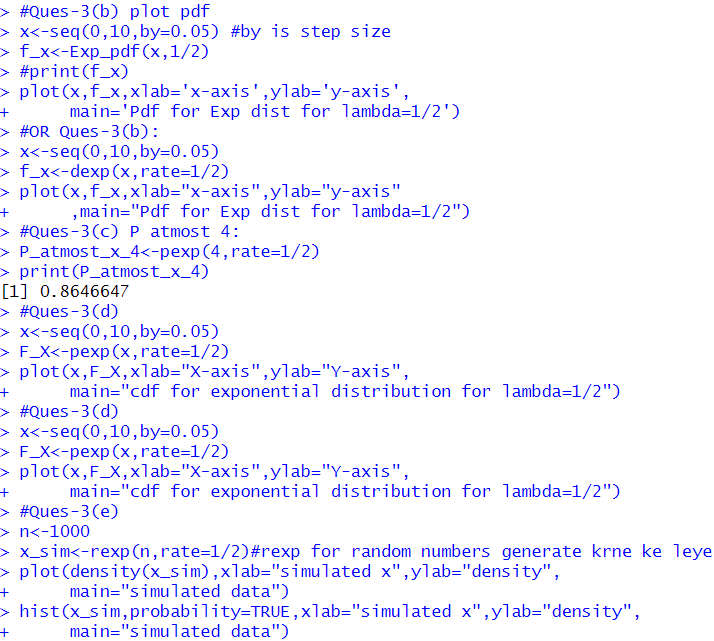 > #Ques-3(b) plot pdf
> x<-seq(0,10,by=0.05) #by is step size
> f_x<-Exp_pdf(x,1/2)
> #print(f_x)
> plot(x,f_x,xlab='x-axis',ylab='y-axis',
+      main='Pdf for Exp dist for lambda=1/2')
> #OR Ques-3(b):
> x<-seq(0,10,by=0.05)
> f_x<-dexp(x,rate=1/2)
> plot(x,f_x,xlab="x-axis",ylab="y-axis"
+      ,main="Pdf for Exp dist for lambda=1/2")
> #Ques-3(c) P atmost 4:
> P_atmost_x_4<-pexp(4,rate=1/2)
> print(P_atmost_x_4)
[1] 0.8646647
> #Ques-3(d)
> x<-seq(0,10,by=0.05)
> F_X<-pexp(x,rate=1/2)
> plot(x,F_X,xlab="X-axis",ylab="Y-axis",
+      main="cdf for exponential distribution for lambda=1/2")
> #Ques-3(d)
> x<-seq(0,10,by=0.05)
> F_X<-pexp(x,rate=1/2)
> plot(x,F_X,xlab="X-axis",ylab="Y-axis",
+      main="cdf for exponential distribution for lambda=1/2")
> #Ques-3(e)
> n<-1000
> x_sim<-rexp(n,rate=1/2)#rexp for random numbers generate krne ke leye
> plot(density(x_sim),xlab="simulated x",ylab="density",
+      main="simulated data")
> hist(x_sim,probability=TRUE,xlab="simulated x",ylab="density",
+      main="simulated data")